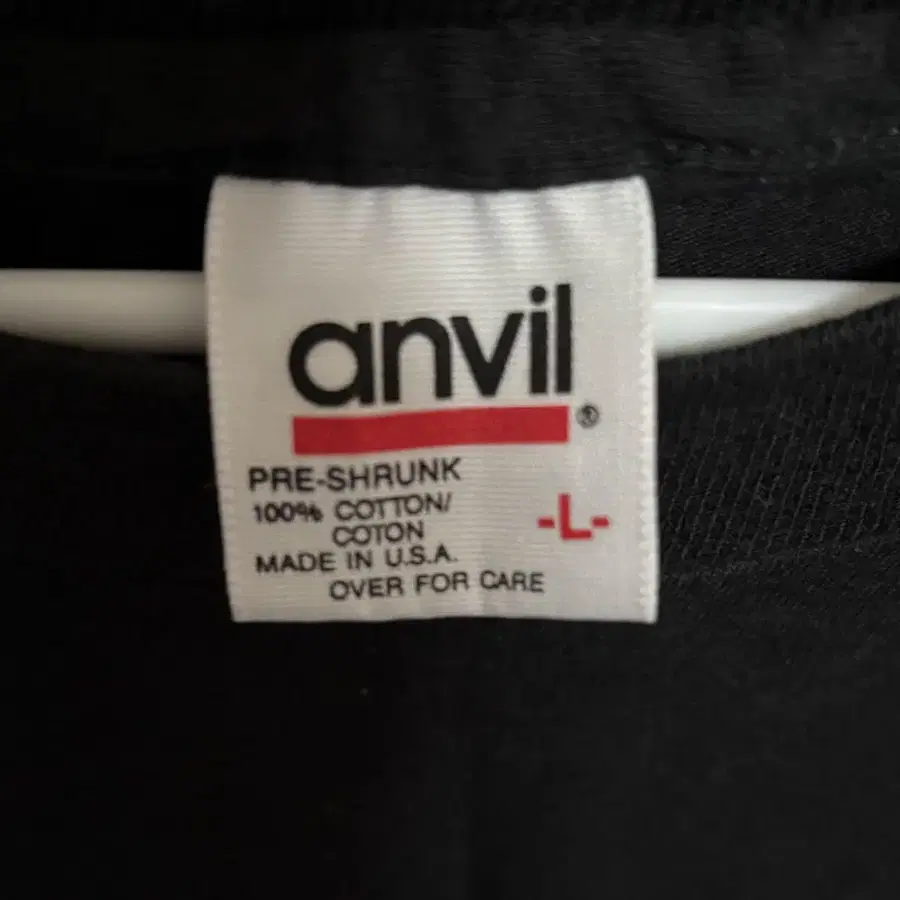 anvil®
PRE-SHRUNK
100% COTTON/
COTON
-L-
MADE IN U.S.A.
OVER FOR CARE